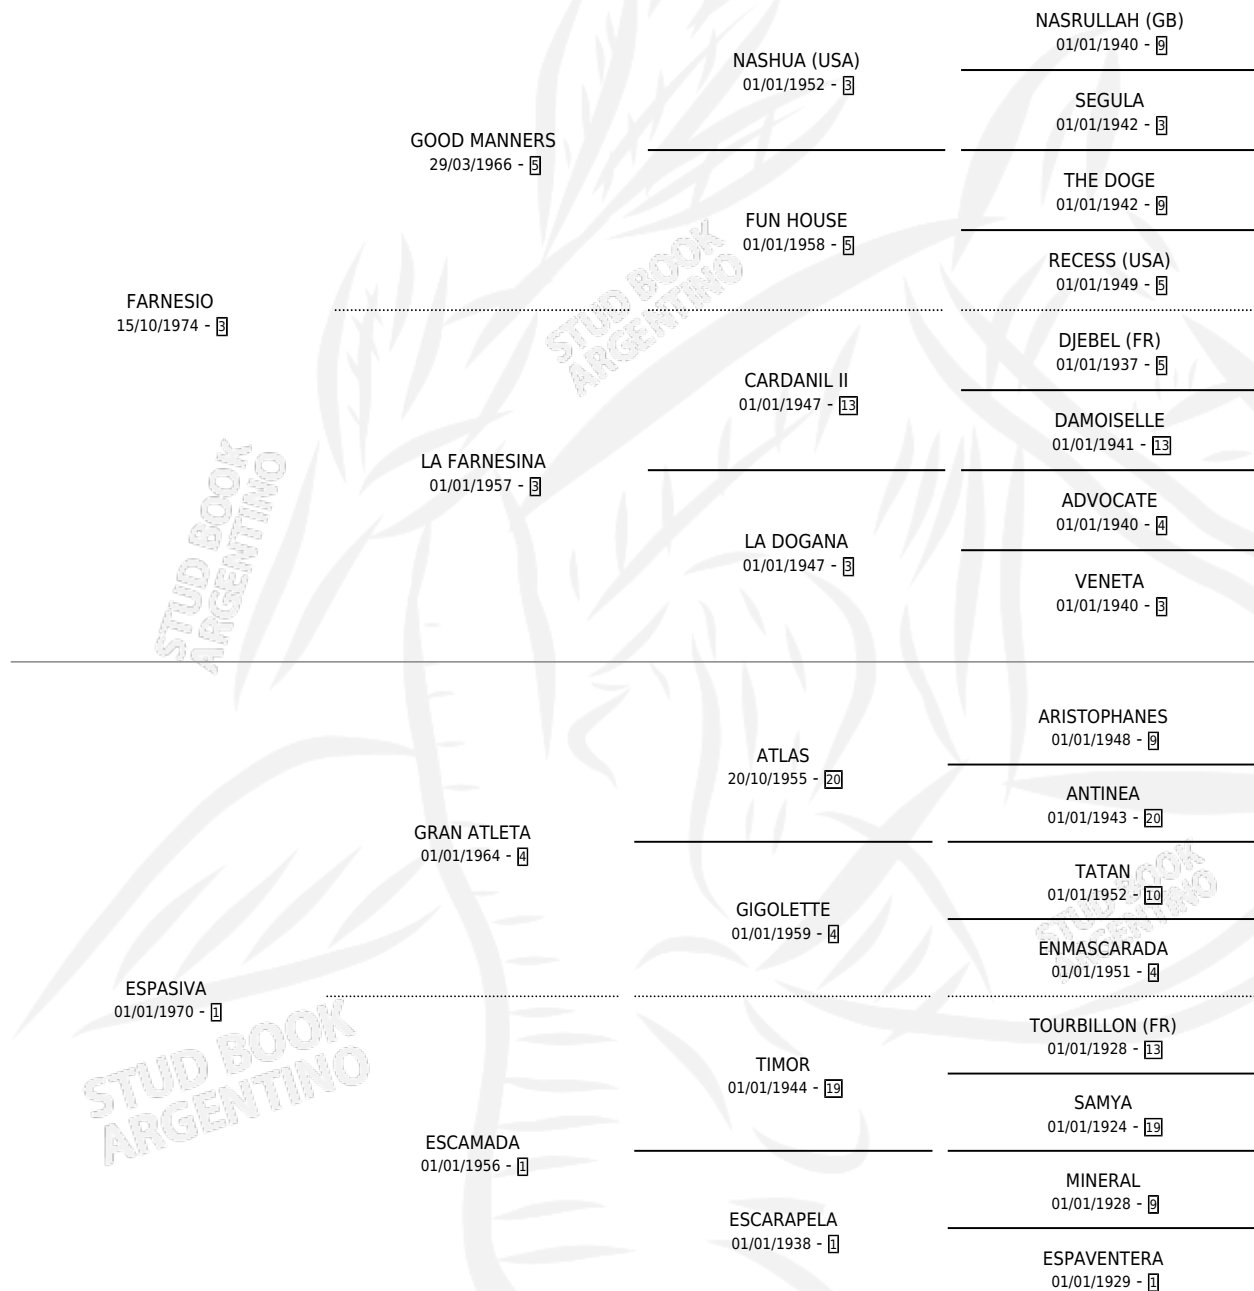 NASRULLAH (GB)
01/01/1940 - 9
NASHUA (USA)
01/01/1952 - 3
SEGULA
01/01/1942 - 3
GOOD MANNERS
29/03/1966 - 5
THE DOGE
01/01/1942 - 9
FUN HOUSE
01/01/1958 - 5
RECESS (USA)
01/01/1949 - 5
FARNESIO
15/10/1974 - 3
DJEBEL (FR)
01/01/1937 - 5
CARDANIL II
01/01/1947 - 13
DAMOISELLE
01/01/1941 - 13
LA FARNESINA
01/01/1957 - 3
ADVOCATE
01/01/1940 - 4
LA DOGANA
01/01/1947 - 3
VENETA
01/01/1940 - 3
ARISTOPHANES
01/01/1948 - 9
ATLAS
20/10/1955 - 20
ANTINEA
01/01/1943 - 20
GRAN ATLETA
01/01/1964 - 4
TATAN
01/01/1952 - 10
GIGOLETTE
01/01/1959 - 4
ENMASCARADA
01/01/1951 - 4
ESPASIVA
01/01/1970 - 1
TOURBILLON (FR)
01/01/1928 - 13
TIMOR
01/01/1944 - 19
SAMYA
01/01/1924 - 19
ESCAMADA
01/01/1956 - 1
MINERAL
01/01/1928 - 9
ESCARAPELA
01/01/1938 - 1
ESPAVENTERA
01/01/1929 - 1
STUD BOOK
ARGENTINO
STUD BOOK
ARGENTINO
STUD BOOK
ARGENTINO
STUD BOOK
ARGENTINO